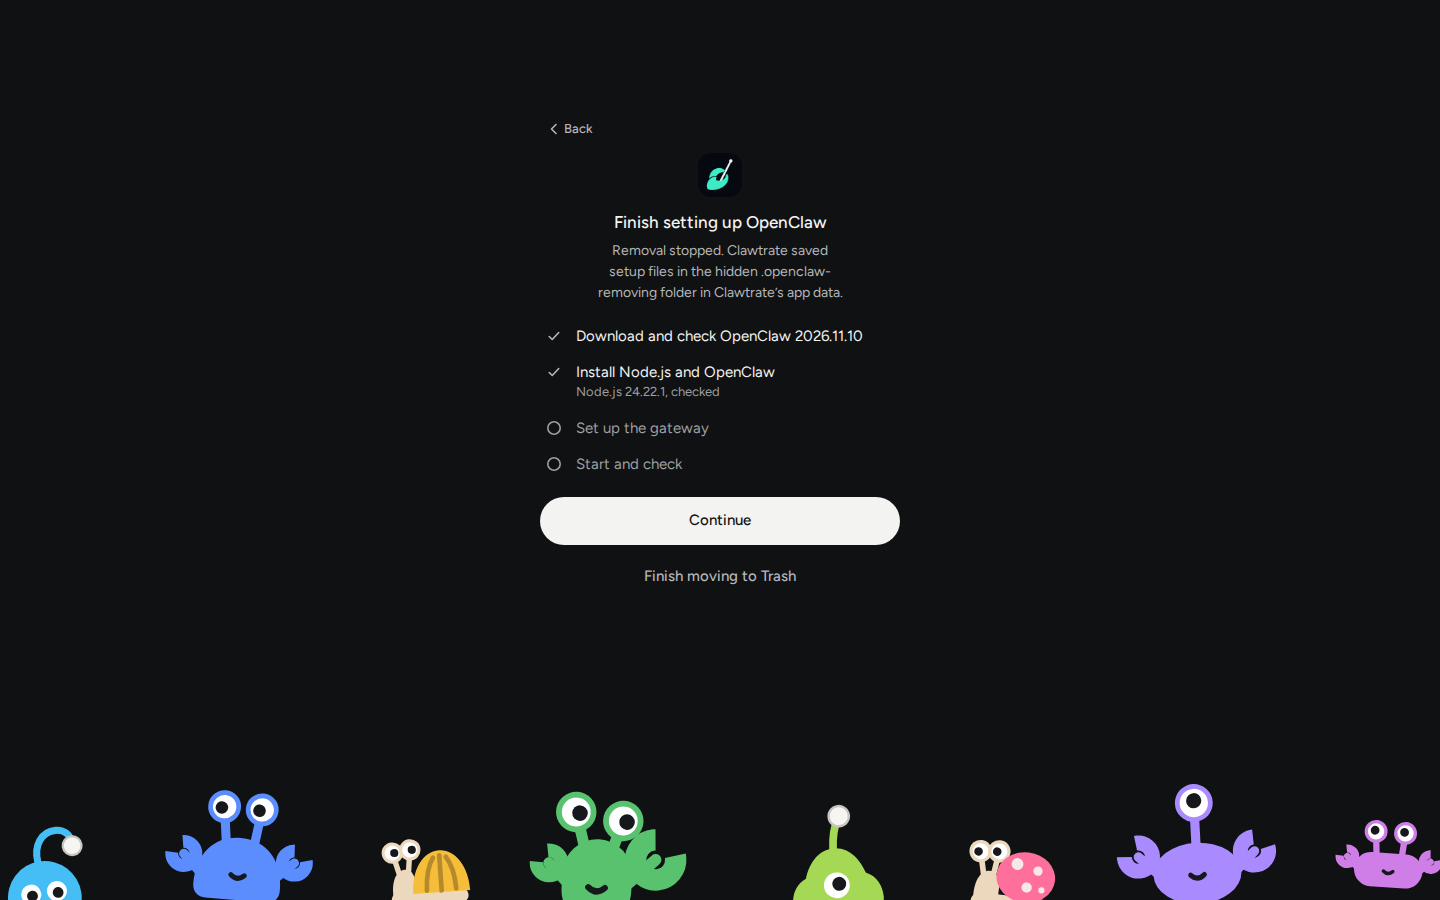 Back
Finish setting up OpenClaw
Removal stopped. Clawtrate saved
setup files in the hidden .openclaw-
removing folder in Clawtrate's app data.
Download and check OpenClaw 2026.11.10
Install Node.js and OpenClaw
Node.js 24.22.1, checked
Set up the gateway
Start and check
Continue
Finish moving to Trash